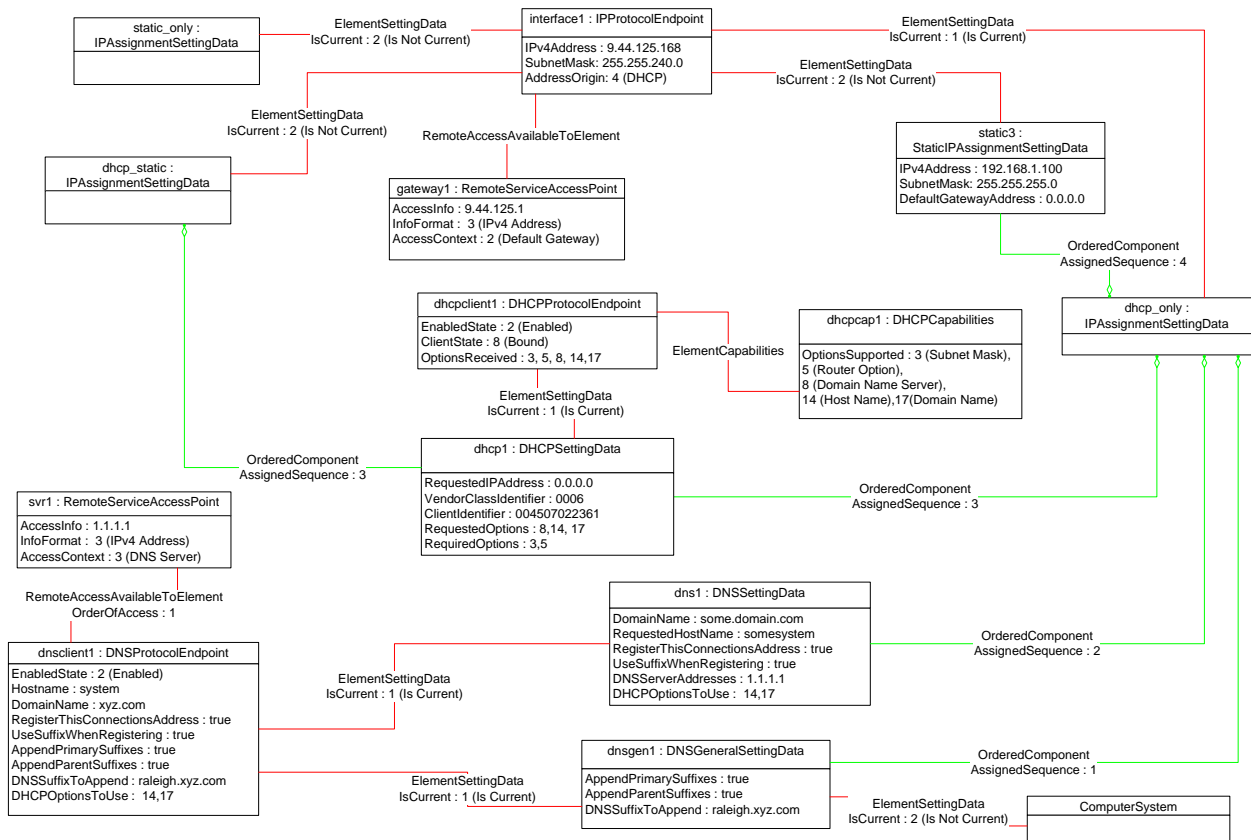 static_only :
IPAssignmentSettingData
ElementSettingData
IsCurrent : 2 (Is Not Current)
interface1 : IPProtocolEndpoint
IPv4Address : 9.44.125.168
SubnetMask: 255.255.240.0
AddressOrigin: 4 (DHCP)
ElementSettingData
IsCurrent : 1 (Is Current)
ElementSettingData
IsCurrent : 2 (Is Not Current)
ElementSettingData
IsCurrent : 2 (Is Not Current)
RemoteAccessAvailableToElement
static3 :
StaticIPAssignmentSettingData
IPv4Address : 192.168.1.100
SubnetMask: 255.255.255.0
DefaultGatewayAddress : 0.0.0.0
dhcp_static :
IPAssignmentSettingData
gateway1 : RemoteServiceAccessPoint
AccessInfo : 9.44.125.1
InfoFormat : 3 (IPv4 Address)
AccessContext : 2 (Default Gateway)
OrderedComponent
AssignedSequence : 4
dhcp_only :
IPAssignmentSettingData
dhcpclient1 : DHCPProtocolEndpoint
EnabledState : 2 (Enabled)
ClientState : 8 (Bound)
OptionsReceived : 3, 5, 8, 14,17
ElementCapabilities
dhcpcap1 : DHCPCapabilities
OptionsSupported : 3 (Subnet Mask),
5 (Router Option),
8 (Domain Name Server),
14 (Host Name),17(Domain Name)
ElementSettingData
IsCurrent : 1 (Is Current)
OrderedComponent
AssignedSequence : 3
dhcp1 : DHCPSettingData
RequestedIPAddress : 0.0.0.0
VendorClassIdentifier : 0006
ClientIdentifier : 004507022361
RequestedOptions : 8,14, 17
RequiredOptions : 3,5
OrderedComponent
AssignedSequence : 3
svr1 : RemoteServiceAccessPoint
AccessInfo : 1.1.1.1
InfoFormat : 3 (IPv4 Address)
AccessContext : 3 (DNS Server)
RemoteAccessAvailableToElement
OrderOfAccess : 1
dns1 : DNSSettingData
DomainName : some.domain.com
RequestedHostName : somesystem
RegisterThisConnectionsAddress : true
UseSuffixWhenRegistering : true
DNSServerAddresses : 1.1.1.1
DHCPOptionsToUse : 14,17
OrderedComponent
AssignedSequence : 2
dnsclient1 : DNSProtocolEndpoint
EnabledState : 2 (Enabled)
Hostname : system
DomainName : xyz.com
RegisterThisConnectionsAddress : true
UseSuffixWhenRegistering : true
AppendPrimarySuffixes : true
AppendParentSuffixes : true
DNSSuffixToAppend : raleigh.xyz.com
DHCPOptionsToUse : 14,17
ElementSettingData
IsCurrent : 1 (Is Current)
ElementSettingData
IsCurrent : 1 (Is Current)
dnsgen1 : DNSGeneralSettingData
AppendPrimarySuffixes : true
AppendParentSuffixes : true
DNSSuffixToAppend : raleigh.xyz.com
OrderedComponent
AssignedSequence : 1
ElementSettingData
IsCurrent : 2 (Is Not Current)
ComputerSystem